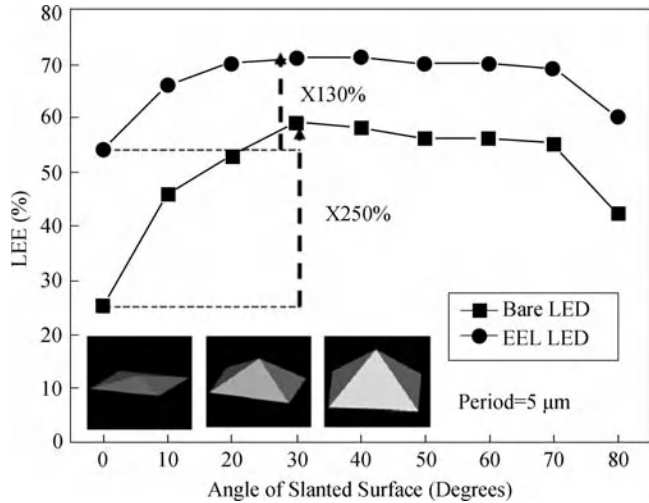 80
70
60
50
40
30
20
10
0
LEE (%)
X130%
X250%
Bare LED
EEL LED
Period=5 μm
0 10 20 30 40 50 60 70 80
Angle of Slanted Surface (Degrees)